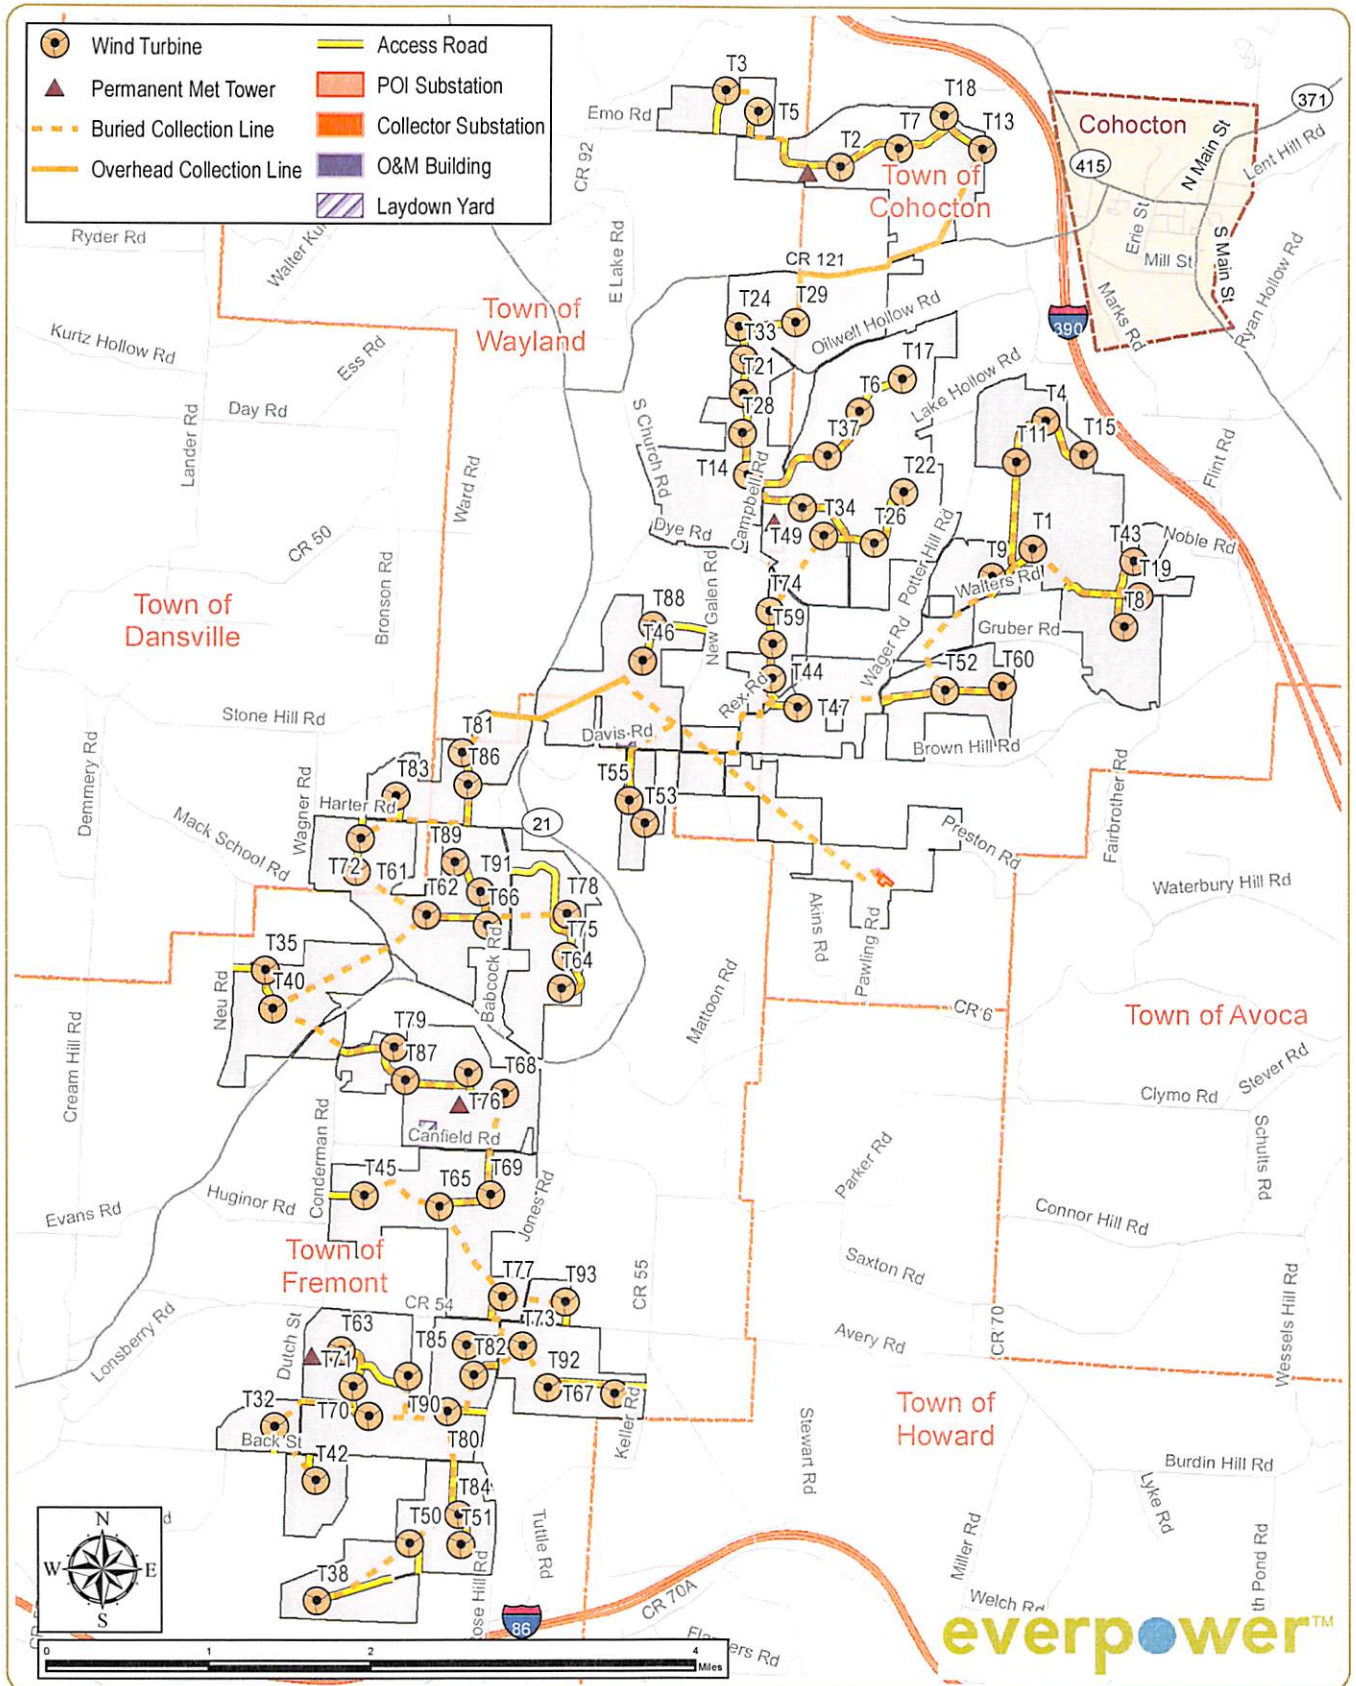 Wind Turbine
Permanent Met Tower
Buried Collection Line
Overhead Collection Line
Access Road
POI Substation
Collector Substation
O&M Building
Laydown Yard
T3
T5
T18
T7
T13
T2
Emo Rd
CR 92
Town of
Cohocton
Cohocton
371
415
N Main St
Lent Hill Rd
Erie St
Mill St
S Main St
Ryan Hollow Rd
Marks Rd
390
Ryder Rd
E Lake Rd
CR 121
Town of
Wayland
T24
T29
T33
T21
T28
T14
Oilwell Hollow Rd
T17
T6
T37
Lake Hollow Rd
T4
T11
T15
Kurtz Hollow Rd
Ess Rd
Day Rd
Lander Rd
Ward Rd
S Church Rd
Campbell Rd
Flint Rd
T22
T34
T26
T49
Dye Rd
CR 50
Bronson Rd
New Galen Rd
Potter Hill Rd
T1
T9
T43
T19
T8
Noble Rd
Walters Rd
Gruber Rd
Town of
Dansville
T88
T46
T74
T59
T44
T47
Rex Rd
Wager Rd
T52
T60
Brown Hill Rd
Stone Hill Rd
Davis Rd
T81
T86
T83
T55
T53
Demmery Rd
Wagner Rd
Harter Rd
Mack School Rd
21
Preston Rd
Fairbrother Rd
Waterbury Hill Rd
T72
T61
T89
T91
T62
T66
T78
T75
T64
Babcock Rd
Akins Rd
Pawling Rd
Mattoon Rd
CR 6
Town of Avoca
T35
T40
Neu Rd
Cream Hill Rd
T79
T87
T68
T76
Canfield Rd
Conderman Rd
Clymo Rd
Stever Rd
Schults Rd
Parker Rd
Connor Hill Rd
Saxton Rd
T45
T65
T69
Jones Rd
Huginor Rd
Evans Rd
Town of
Fremont
T77
T93
CR 55
CR 54
T73
Avery Rd
CR 70
Wessels Hill Rd
Lonsberry Rd
Dutch St
T63
T71
T85
T82
T92
T67
Keller Rd
T32
T70
T90
Back St
T42
T80
T84
T50
T51
T38
Tuttle Rd
Stewart Rd
Town of
Howard
Burdin Hill Rd
Lyke Rd
Miller Rd
Welch Rd
CR 70A
86
N
W
E
S
0
1
2
4
Miles
everpower™